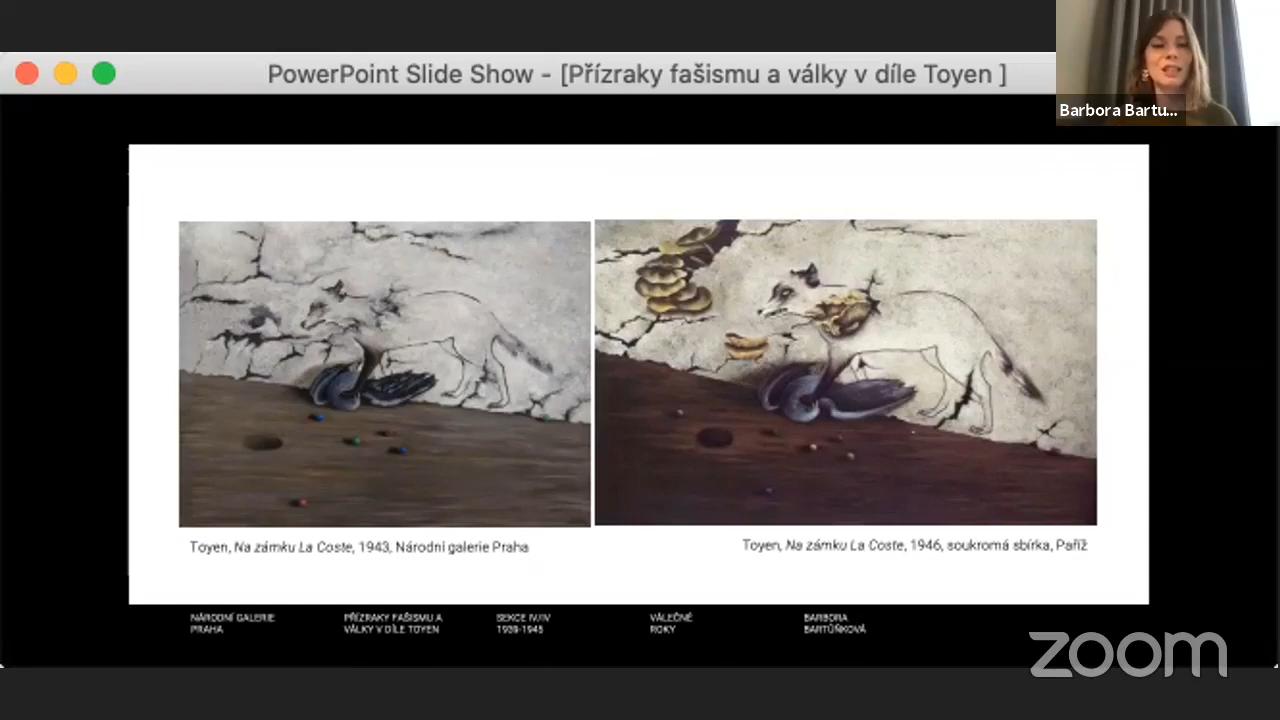 PowerPoint Slide Show - [Přízraky fašismu a války v díle Toyen ]
Barbora Bartu...
Toyen, Na zámku La Coste, 1943, Národní galerie Praha
Toyen, Na zámku La Coste, 1946, soukromá sbírka, Paříž
NÁRODNÍ GALERIE
PRAHA
PŘÍZRAKY FAŠISMU A
VÁLKY V DÍLE TOYEN
SEKCE IV/IV
1939-1945
VÁLEČNÉ
ROKY
BARBORA
BARTŮŇKOVÁ
zoom